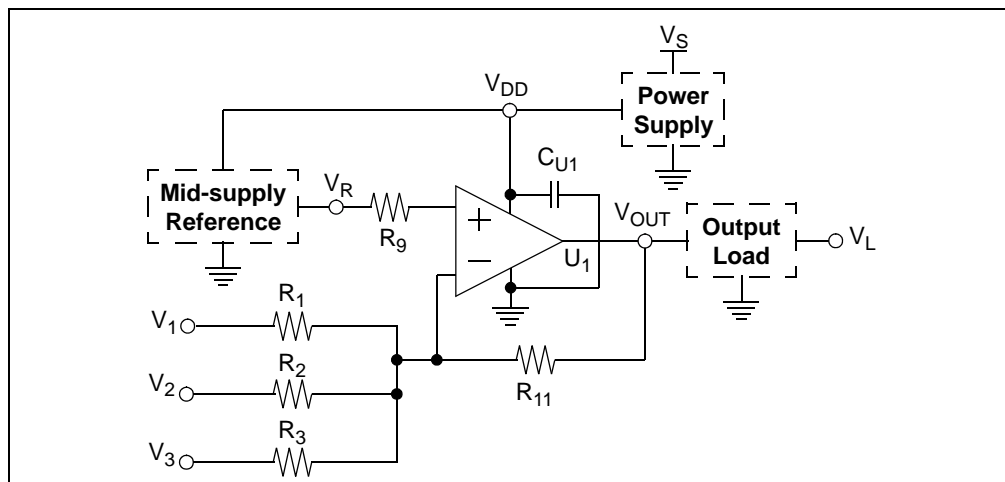 V_S
V_DD
Power
Supply
C_U1
Mid-supply
Reference
V_R
R_9
+
−
U_1
V_OUT
Output
Load
V_L
V_1
R_1
V_2
R_2
R_11
V_3
R_3